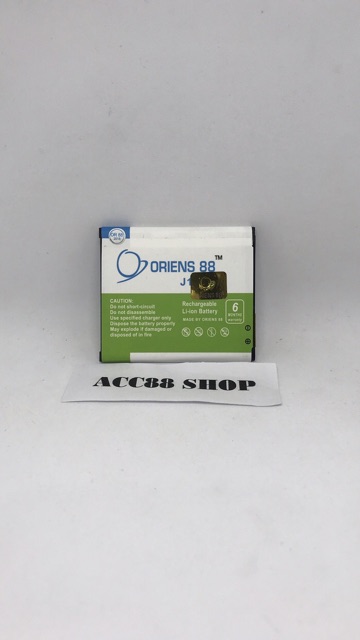 ORIENS 88™
CAUTION:
Do not short-circuit
Do not disassemble
Use specified charger only
Dispose the battery properly
May explode if damaged or
disposed of in fire
Rechargeable
Li-ion Battery
MADE BY ORIENS 88
6
MONTHS
ACC88 SHOP